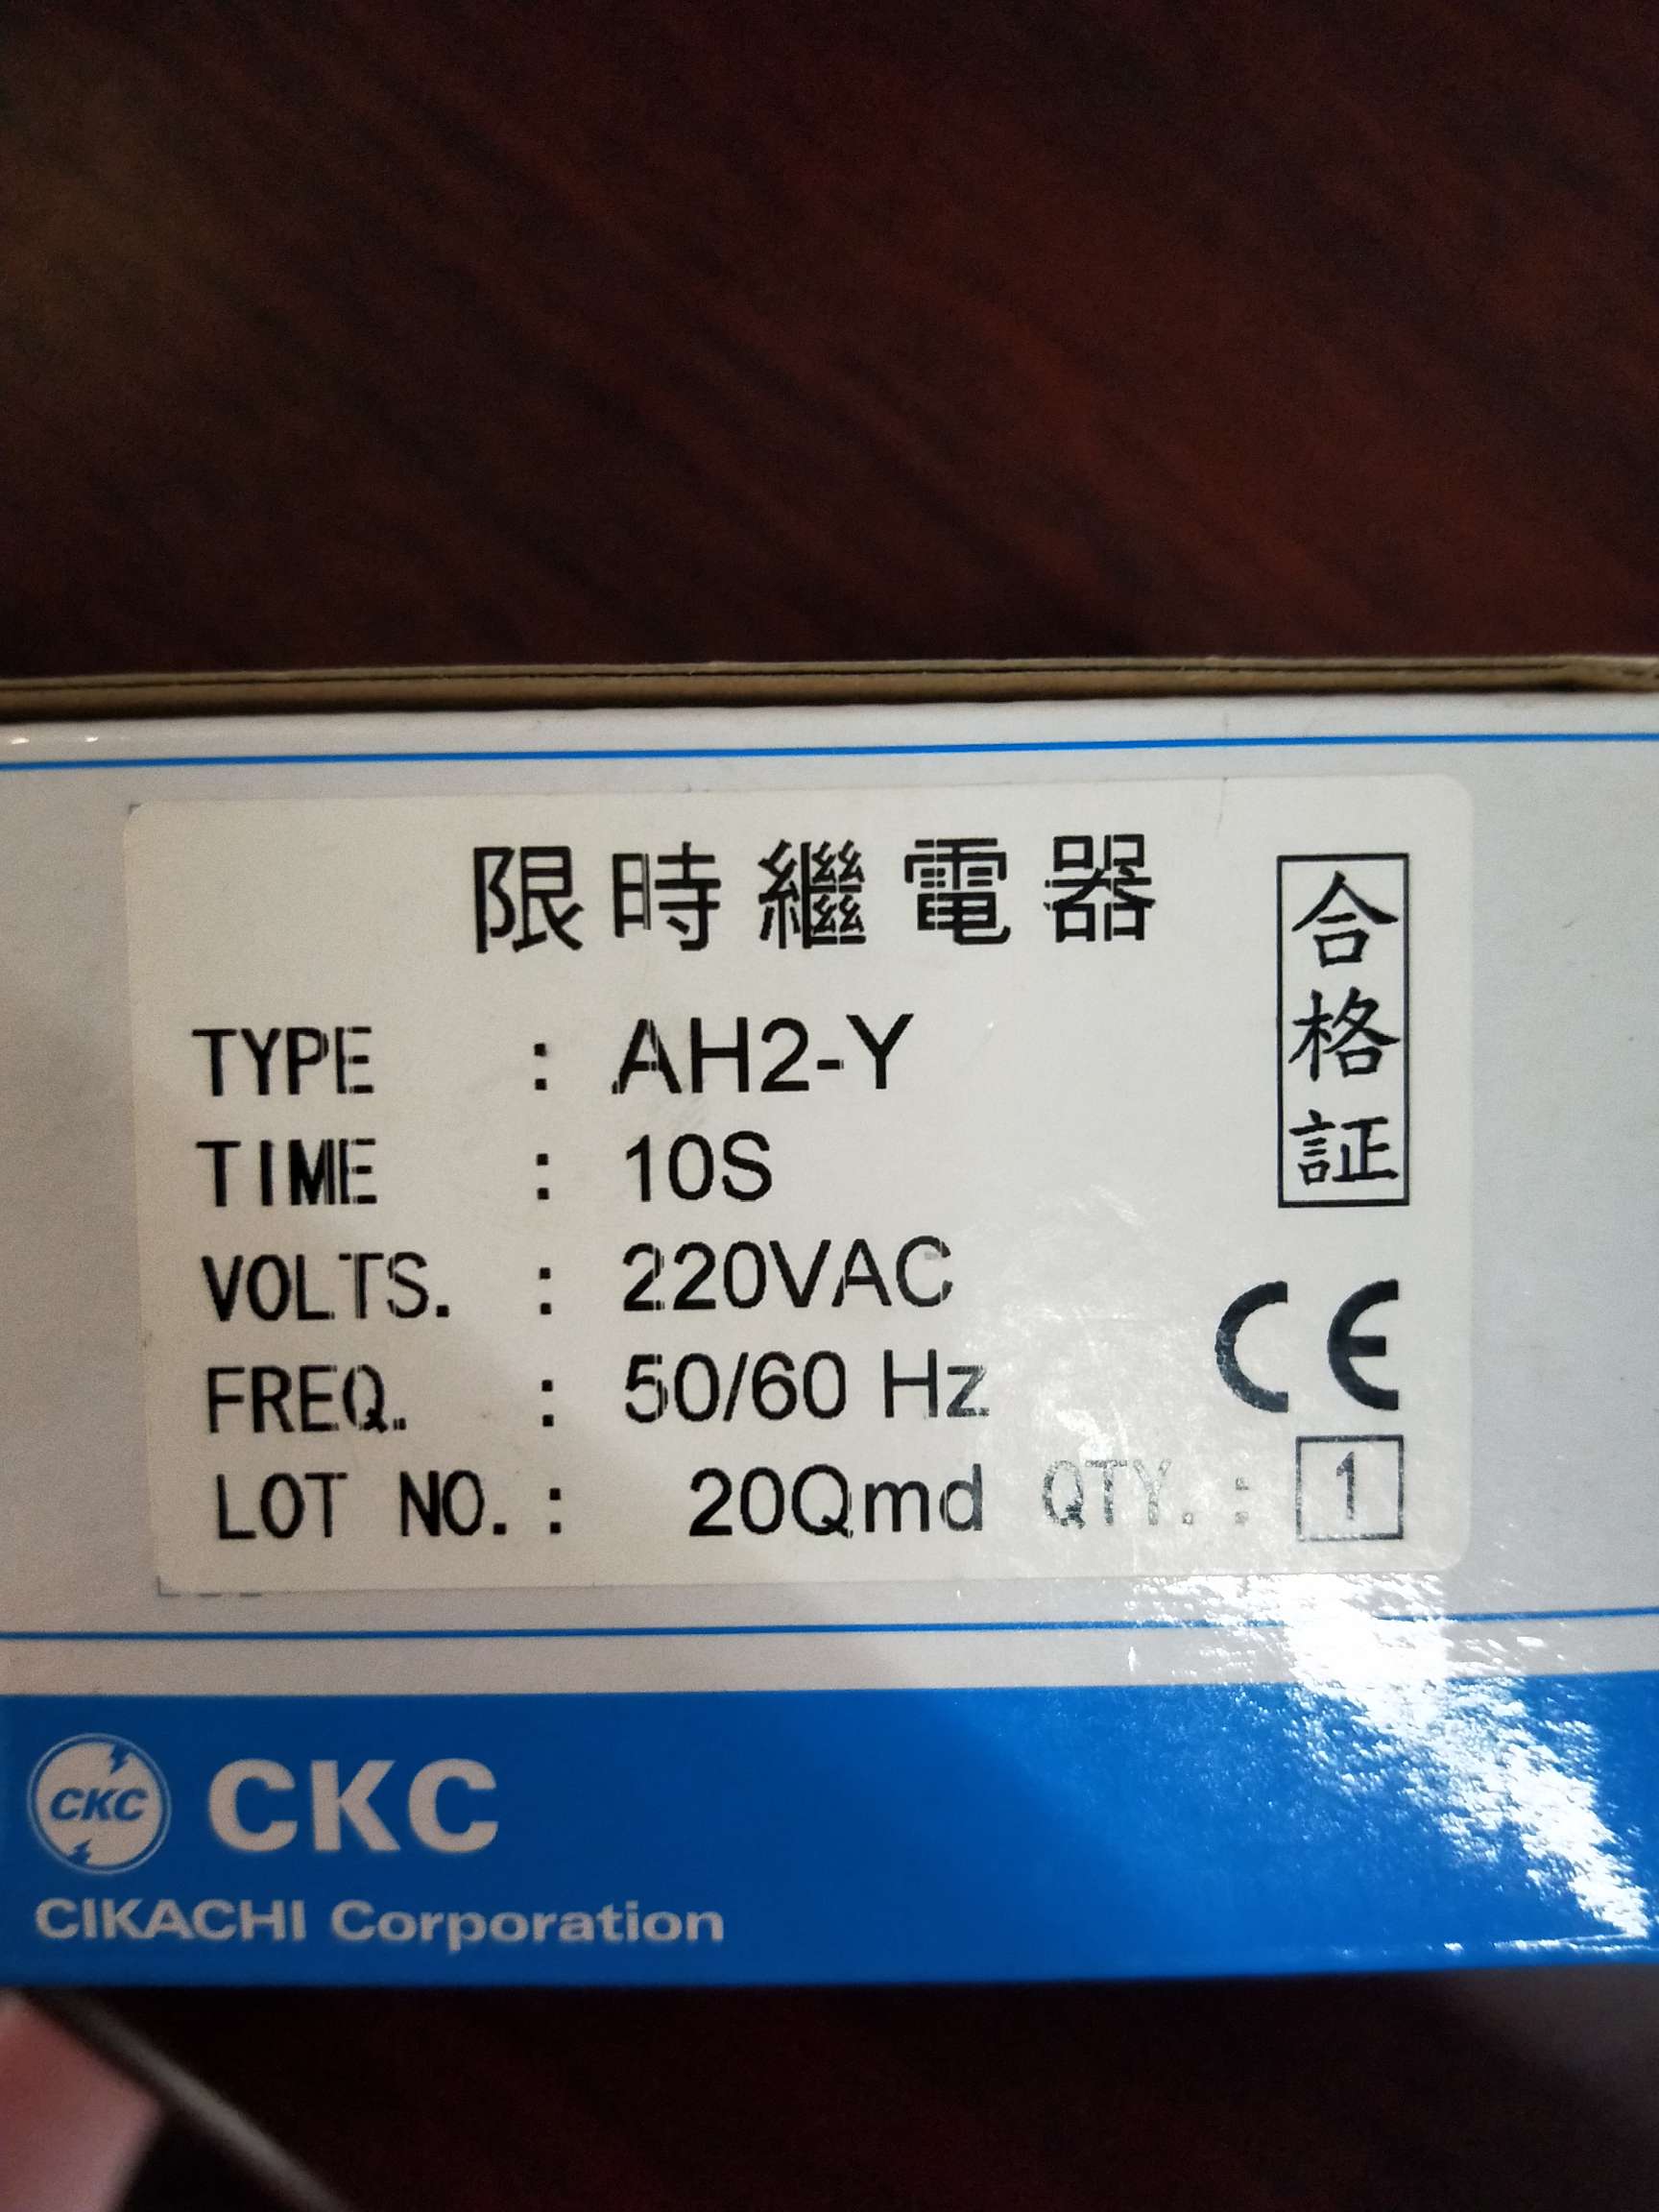 限時繼電器
合格証
TYPE : AH2-Y
TIME : 10S
VOLTS. : 220VAC
FREQ. : 50/60 Hz
CE
LOT NO. : 20Qmd QTY. : 1
CKC CKC
CIKACHI Corporation